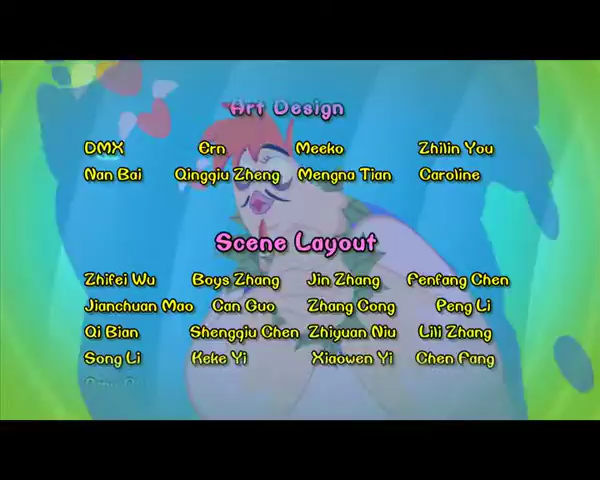 Art Design
DMX Ern Meeko Zhilin You
Nan Bai Qingqiu Zheng Mengna Tian Caroline
Scene Layout
Zhifei Wu Boys Zhang Jin Zhang Fenfang Chen
Jianchuan Mao Can Guo Zhang Cong Peng Li
Qi Bian Shengqiu Chen Zhiyuan Niu Lili Zhang
Song Li Keke Yi Xiaowen Yi Chen Fang